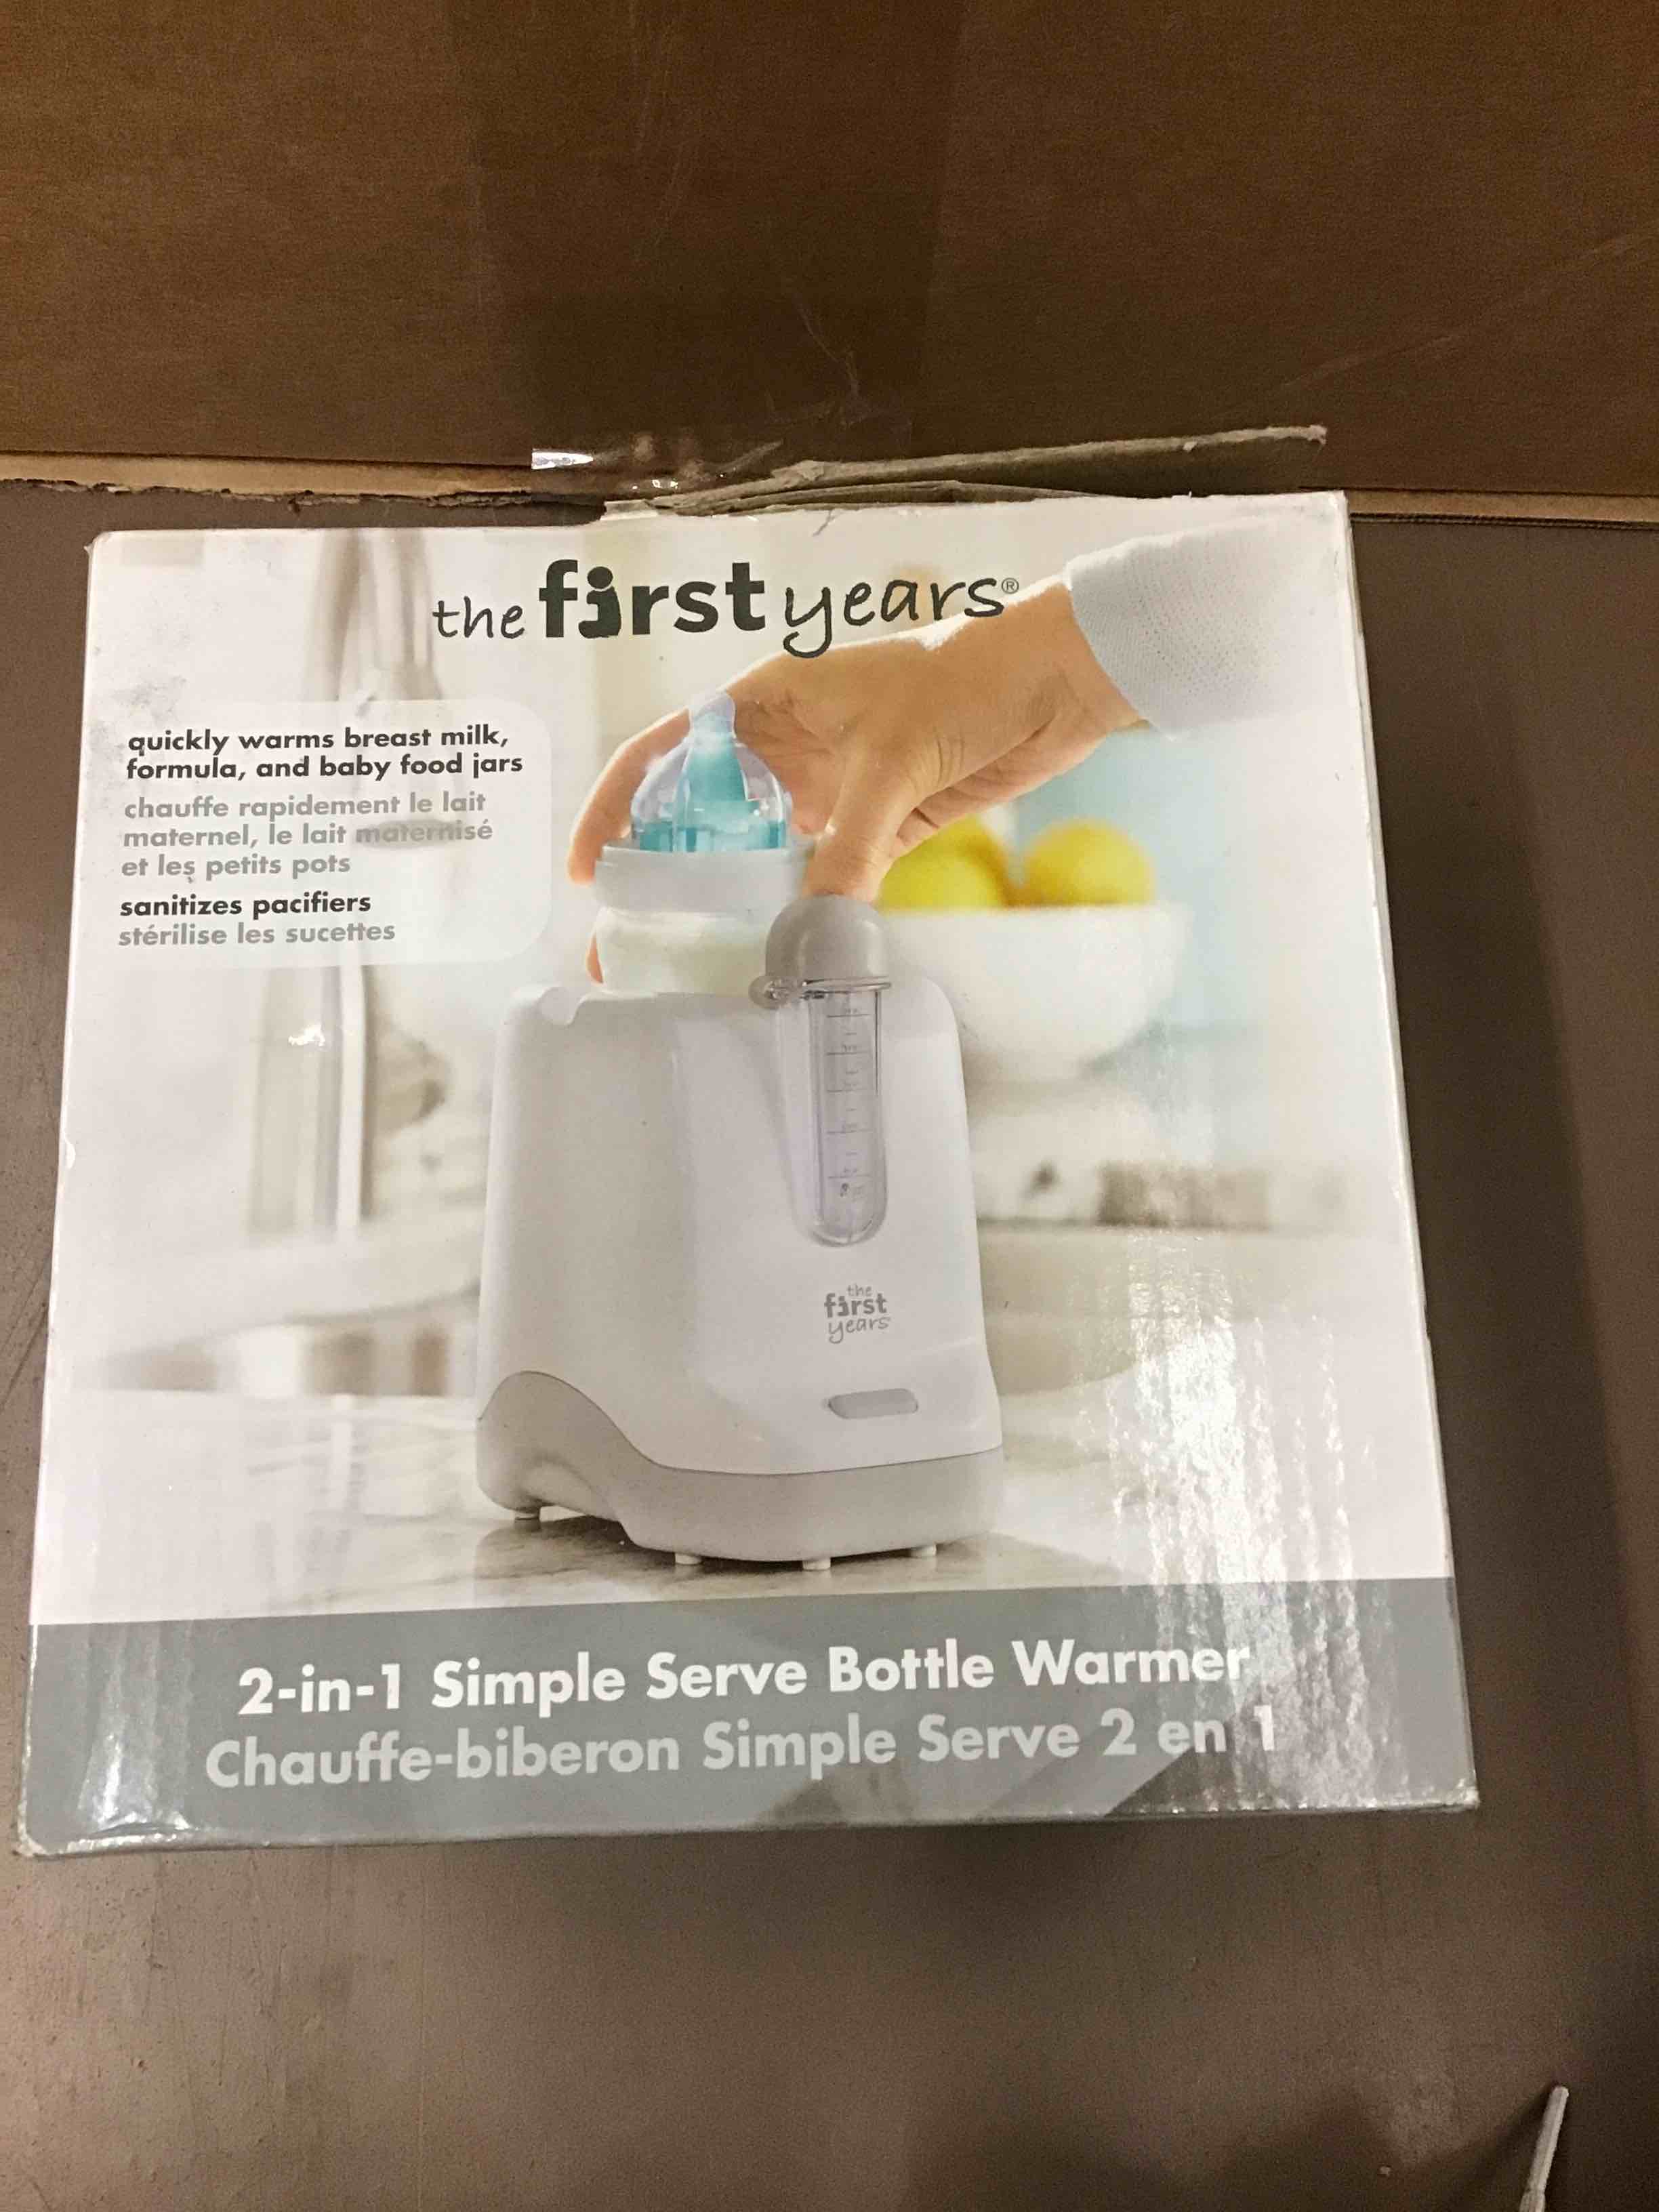 the first years®
quickly warms breast milk,
formula, and baby food jars
chauffe rapidement le lait
maternel, le lait maternisé
et les petits pots
sanitizes pacifiers
stérilise les sucettes
the
first
years
2-in-1 Simple Serve Bottle Warmer
Chauffe-biberon Simple Serve 2 en 1